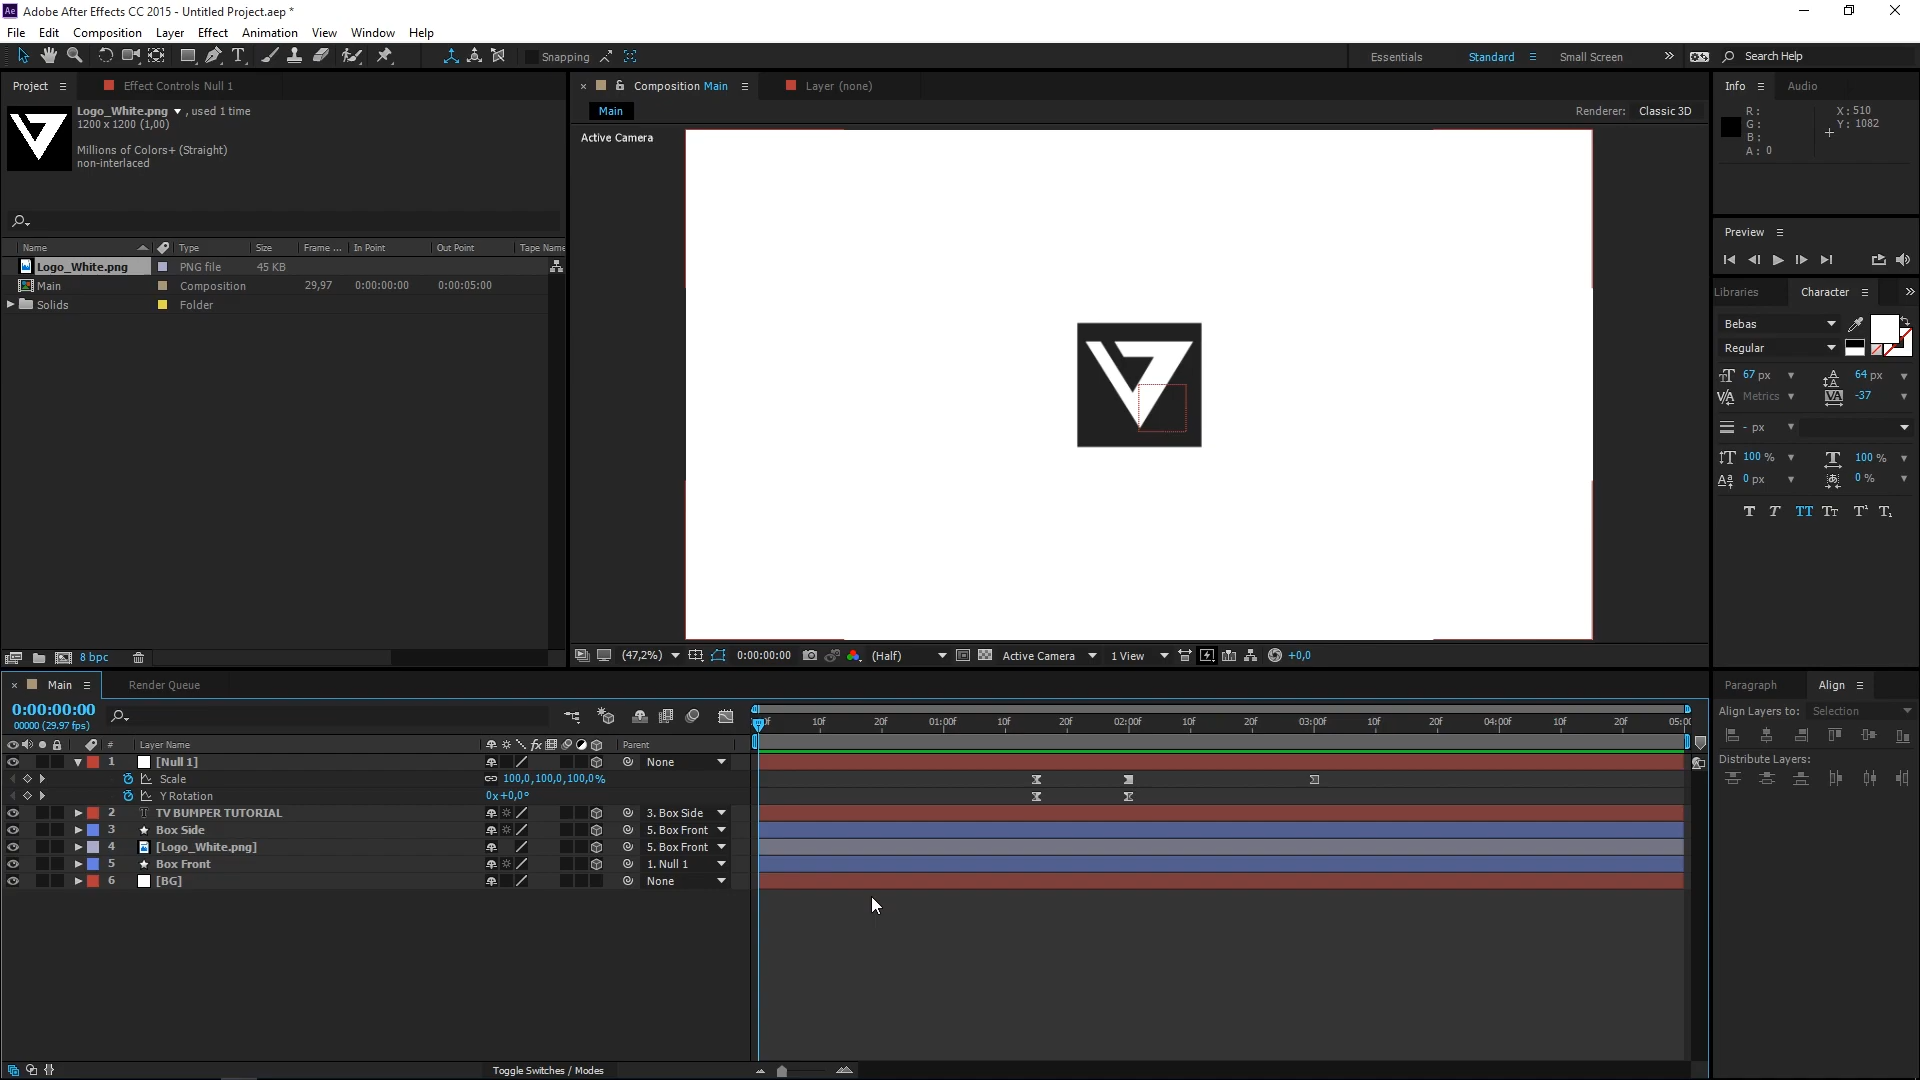 Adobe After Effects CC 2015 - Untitled Project.aep *
File Edit Composition Layer Effect Animation View Window Help
Snapping
Essentials Standard Small Screen Search Help
Project Effect Controls Null 1
Logo_White.png , used 1 time
1200 x 1200 (1,00)
Millions of Colors+ (Straight)
non-interlaced
Name Type Size Frame ... In Point Out Point Tape Name
Logo_White.png PNG file 45 KB
Main Composition 29,97 0:00:00:00 0:00:05:00
Solids Folder
8 bpc
Composition Main Layer (none)
Main
Renderer: Classic 3D
Active Camera
(47,2%) 0:00:00:00 (Half) Active Camera 1 View +0,0
Info Audio
R: X: 510
G: Y: 1082
B:
A: 0
Preview
Libraries Character
Bebas
Regular
67 px 64 px
Metrics -37
- px
100 % 100 %
0 px 0 %
T T TT Tt T¹ T₁
Main Render Queue
0:00:00:00
00000 (29.97 fps)
# Layer Name Parent
1 [Null 1] None
Scale 100,0,100,0,100,0%
Y Rotation 0x+0,0°
2 TV BUMPER TUTORIAL 3. Box Side
3 Box Side 5. Box Front
4 [Logo_White.png] 5. Box Front
5 Box Front 1. Null 1
6 [BG] None
10f 20f 01:00f 10f 20f 02:00f 10f 20f 03:00f 10f 20f 04:00f 10f 20f 05:00
Toggle Switches / Modes
Paragraph Align
Align Layers to: Selection
Distribute Layers: